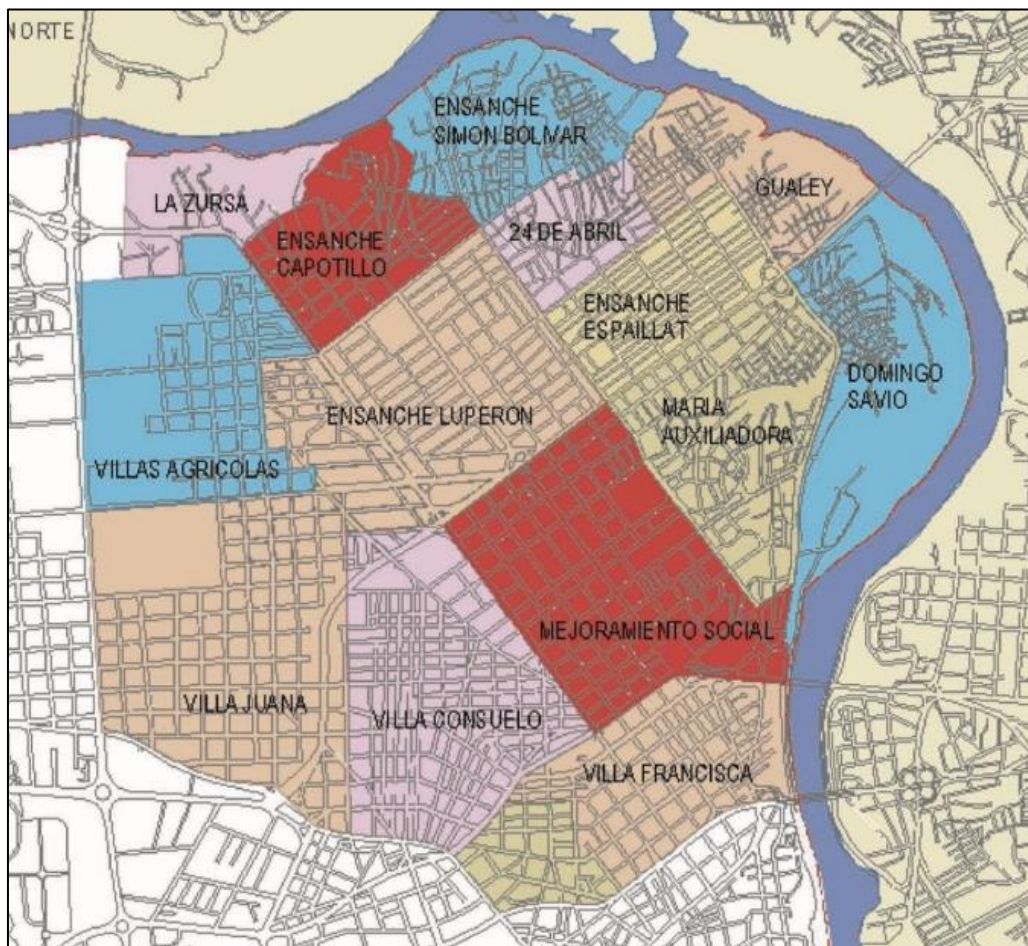 NORTE
ENSANCHE
SIMON BOLIVAR
LA ZURSA
GUALEY
24 DE ABRIL
ENSANCHE
CAPOTILLO
ENSANCHE
ESPAILLAT
DOMINGO
SAVIO
MARIA
AUXILIADORA
ENSANCHE LUPERON
VILLAS AGRICOLAS
MEJORAMIENTO SOCIAL
VILLA JUANA
VILLA CONSUELO
VILLA FRANCISCA